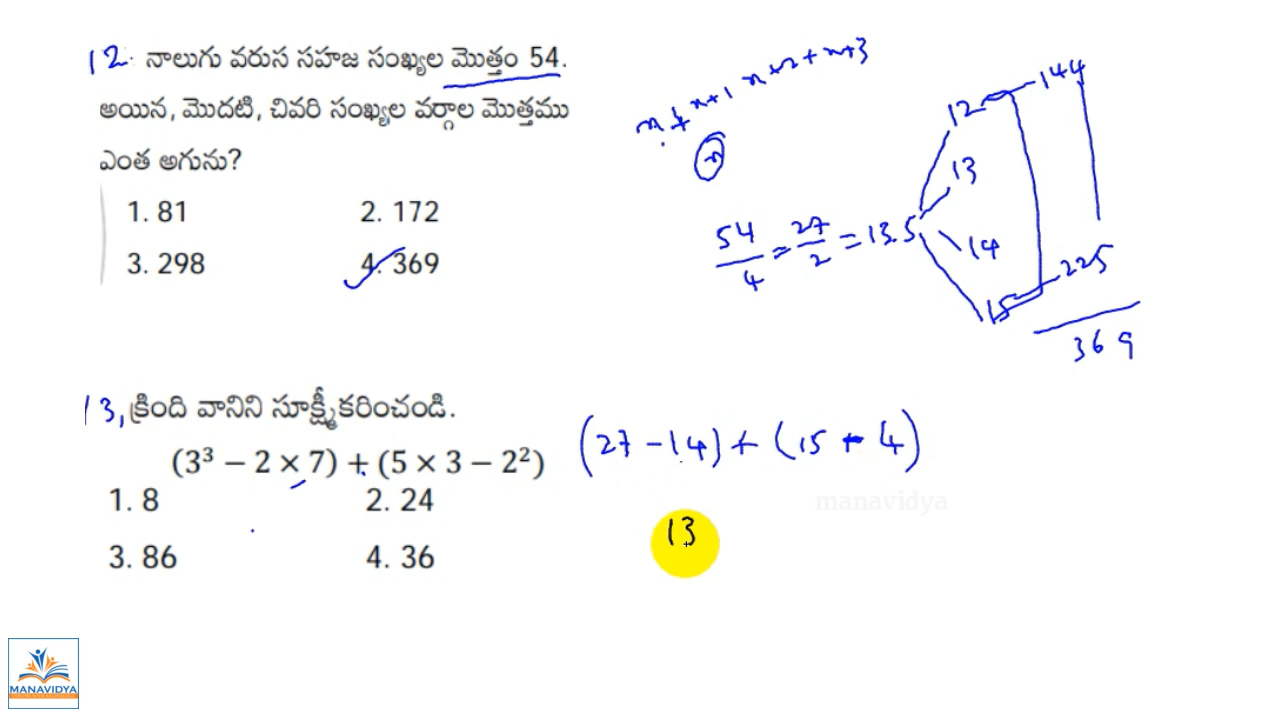 12. నాలుగు వరుస సహజ సంఖ్యల మొత్తం 54.
అయిన, మొదటి, చివరి సంఖ్యల వర్గాల మొత్తము
ఎంత అగును?
1. 81 2. 172
3. 298 4. 369
x + x+1 x+2 + x+3
x
54/4 = 27/2 = 13.5
12 144
13
14
15 225
369
13, క్రింది వానిని సూక్ష్మీకరించండి.
(3³ − 2 × 7) + (5 × 3 − 2²) (27 - 14) + (15 - 4)
1. 8 2. 24
13
3. 86 4. 36
manavidya
MANAVIDYA